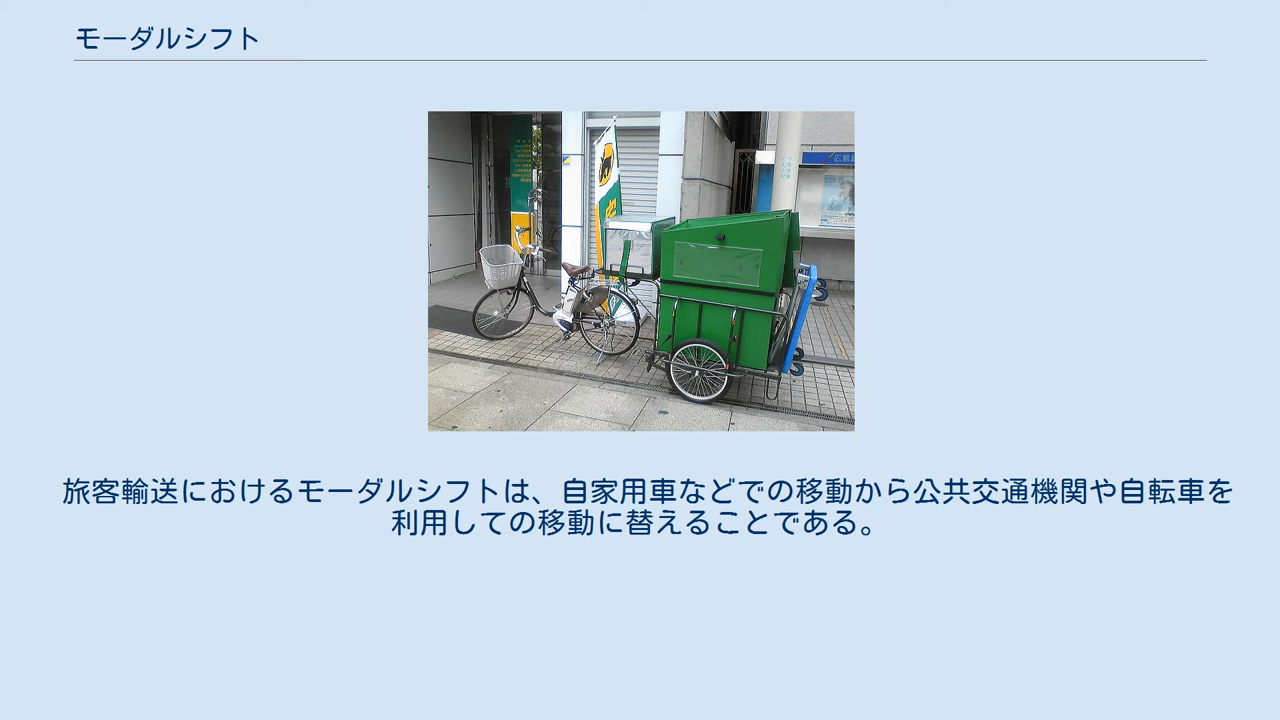 モーダルシフト
旅客輸送におけるモーダルシフトは、自家用車などでの移動から公共交通機関や自転車を
利用しての移動に替えることである。